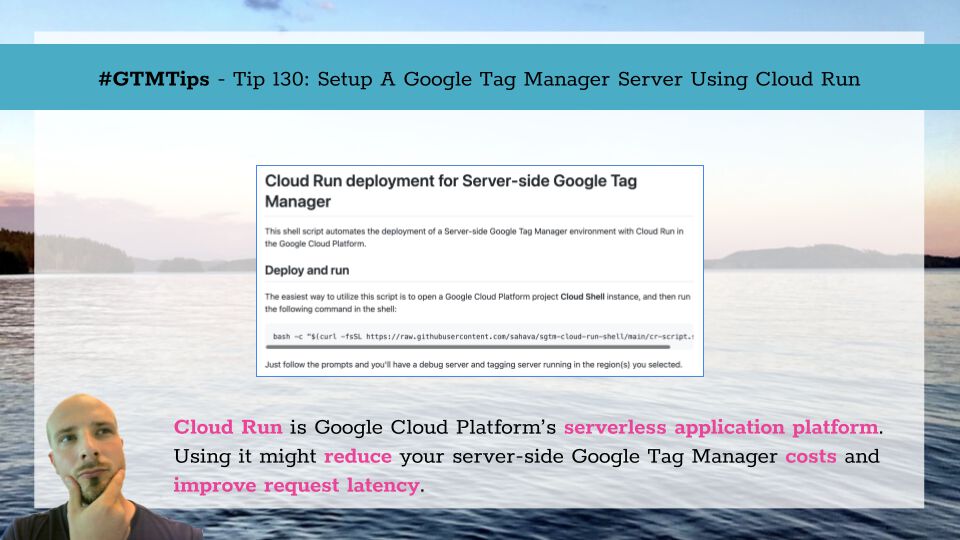 #GTMTips - Tip 130: Setup A Google Tag Manager Server Using Cloud Run
Cloud Run deployment for Server-side Google Tag
Manager
This shell script automates the deployment of a Server-side Google Tag Manager environment with Cloud Run in
the Google Cloud Platform.
Deploy and run
The easiest way to utilize this script is to open a Google Cloud Platform project Cloud Shell instance, and then run
the following command in the shell:
bash -c "$(curl -fsSL https://raw.githubusercontent.com/sahava/sgtm-cloud-run-shell/main/cr-script.s
Just follow the prompts and you'll have a debug server and tagging server running in the region(s) you selected.
Cloud Run is Google Cloud Platform's serverless application platform.
Using it might reduce your server-side Google Tag Manager costs and
improve request latency.